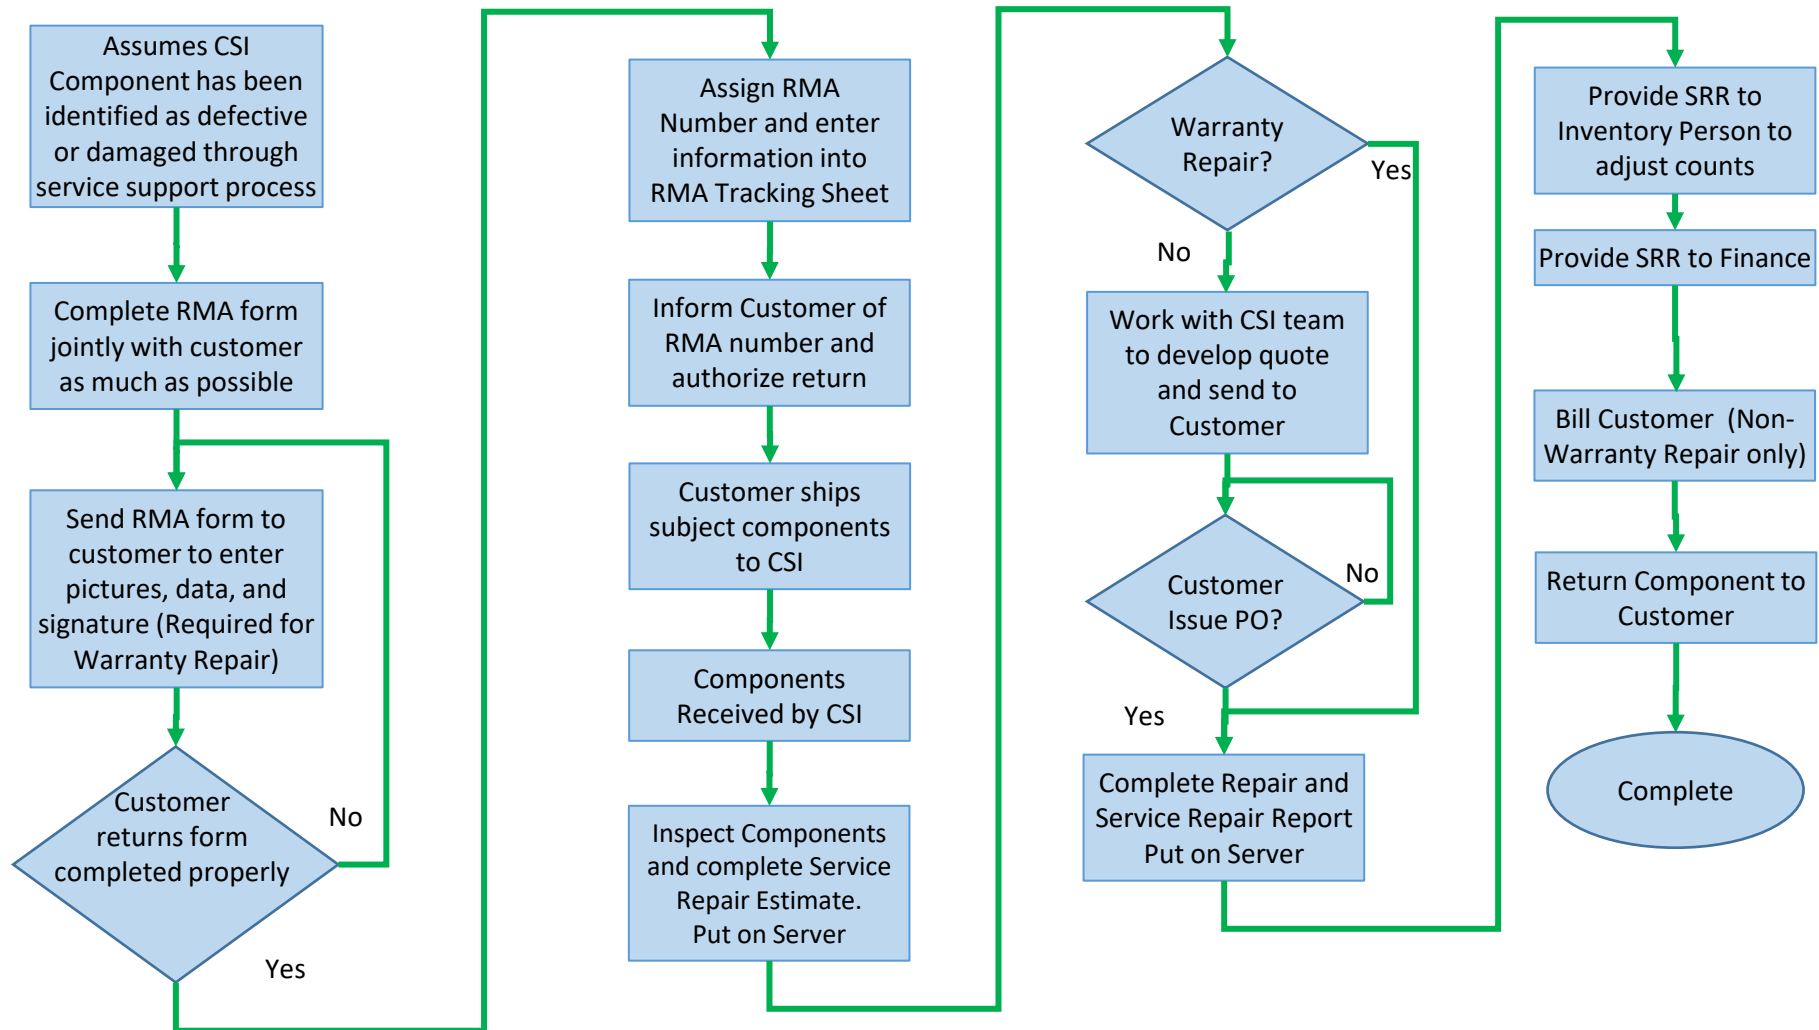 Assumes CSI
Component has been
identified as defective
or damaged through
service support process
Complete RMA form
jointly with customer
as much as possible
Send RMA form to
customer to enter
pictures, data, and
signature (Required for
Warranty Repair)
Customer
returns form
completed properly
No
Yes
Assign RMA
Number and enter
information into
RMA Tracking Sheet
Inform Customer of
RMA number and
authorize return
Customer ships
subject components
to CSI
Components
Received by CSI
Inspect Components
and complete Service
Repair Estimate.
Put on Server
Warranty
Repair?
Yes
No
Work with CSI team
to develop quote
and send to
Customer
Customer
Issue PO?
No
Yes
Complete Repair and
Service Repair Report
Put on Server
Provide SRR to
Inventory Person to
adjust counts
Provide SRR to Finance
Bill Customer  (Non-
Warranty Repair only)
Return Component to
Customer
Complete